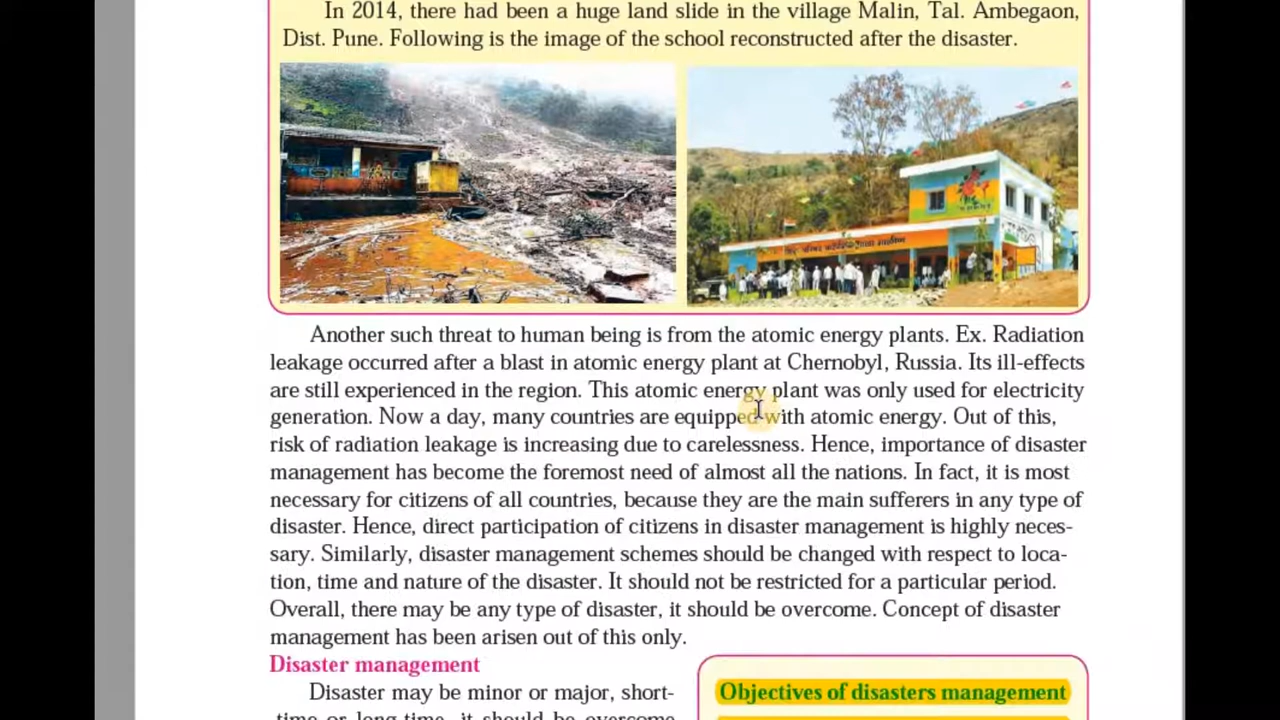 In 2014, there had been a huge land slide in the village Malin, Tal. Ambegaon,
Dist. Pune. Following is the image of the school reconstructed after the disaster.
Another such threat to human being is from the atomic energy plants. Ex. Radiation
leakage occurred after a blast in atomic energy plant at Chernobyl, Russia. Its ill-effects
are still experienced in the region. This atomic energy plant was only used for electricity
generation. Now a day, many countries are equipped with atomic energy. Out of this,
risk of radiation leakage is increasing due to carelessness. Hence, importance of disaster
management has become the foremost need of almost all the nations. In fact, it is most
necessary for citizens of all countries, because they are the main sufferers in any type of
disaster. Hence, direct participation of citizens in disaster management is highly neces-
sary. Similarly, disaster management schemes should be changed with respect to loca-
tion, time and nature of the disaster. It should not be restricted for a particular period.
Overall, there may be any type of disaster, it should be overcome. Concept of disaster
management has been arisen out of this only.
Disaster management
Disaster may be minor or major, short-
time or long-time, it should be overcome
Objectives of disasters management